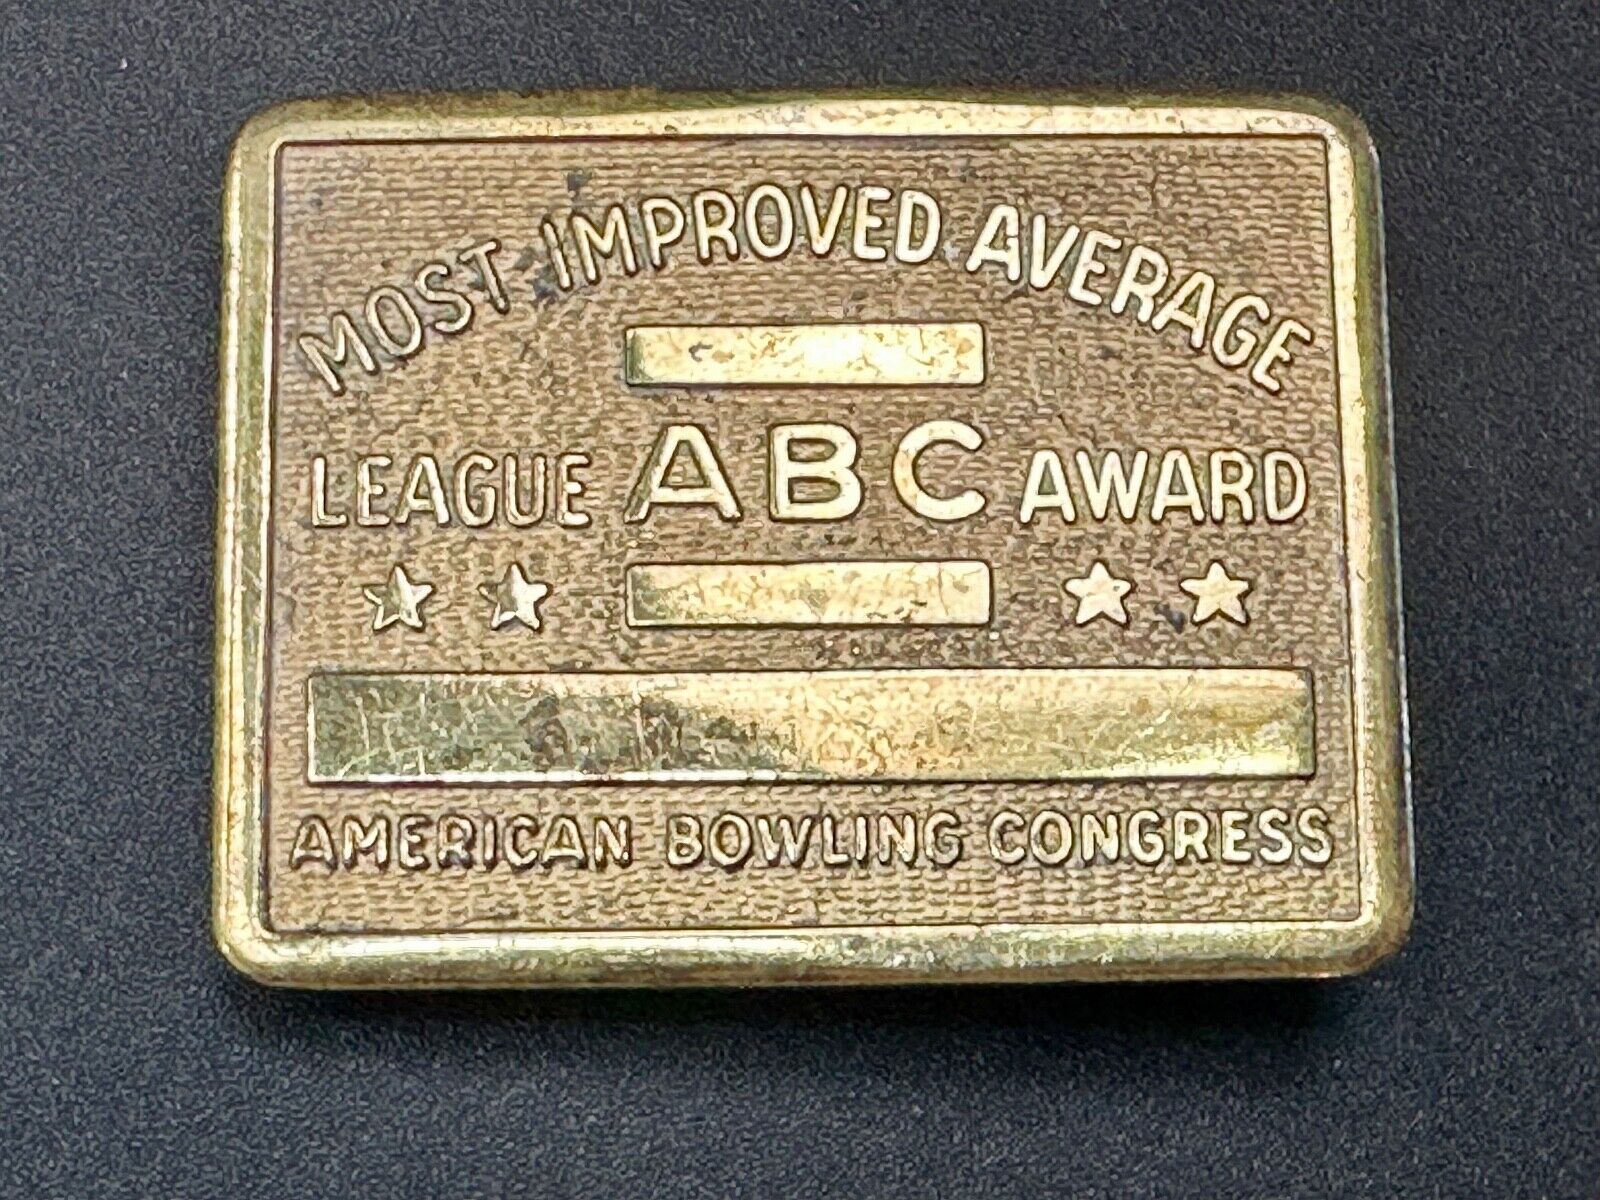 MOST IMPROVED AVERAGE
LEAGUE ABC AWARD
AMERICAN BOWLING CONGRESS